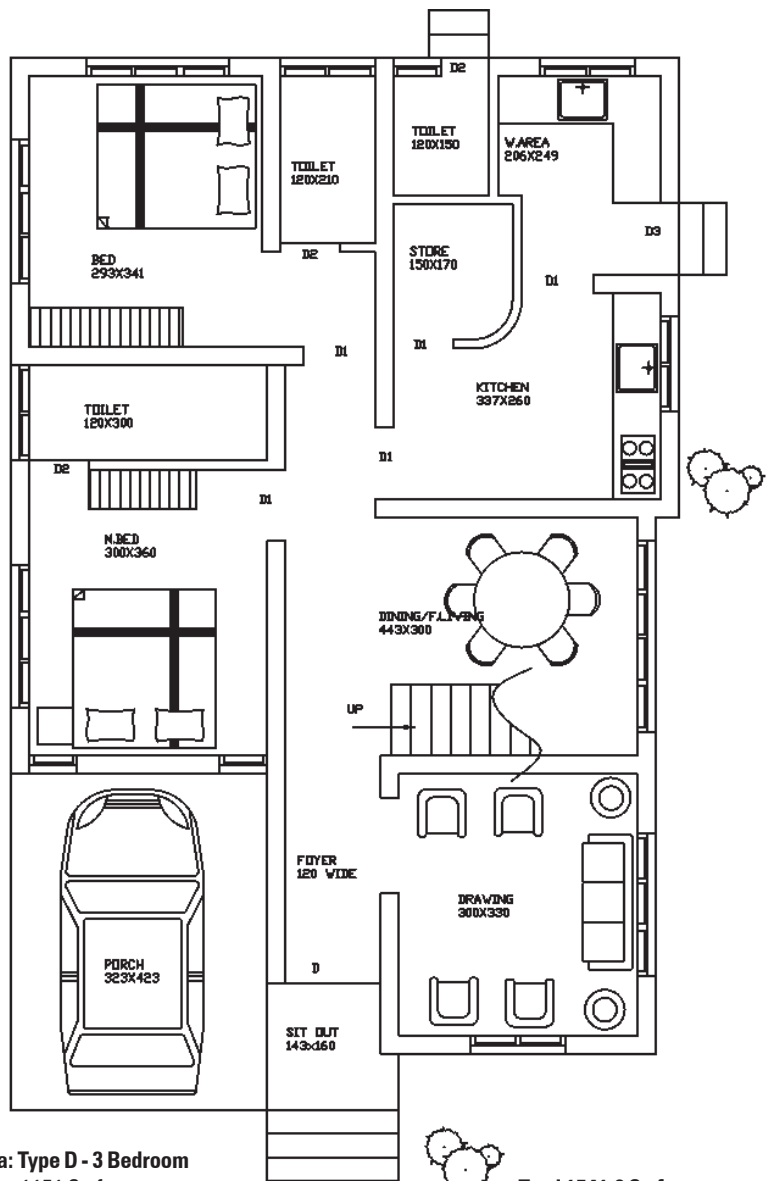 D2
TOILET
120X150
W.AREA
206X249
TOILET
120X210
D3
STORE
150X170
D2
BED
293X341
D1
D1
D1
KITCHEN
337X260
TOILET
120X300
D1
D2
D1
N.BED
300X360
DINING/F.LIVING
443X300
UP
FOYER
120 WIDE
DRAWING
300X330
PORCH
323X423
D
SIT OUT
143x160
a: Type D - 3 Bedroom